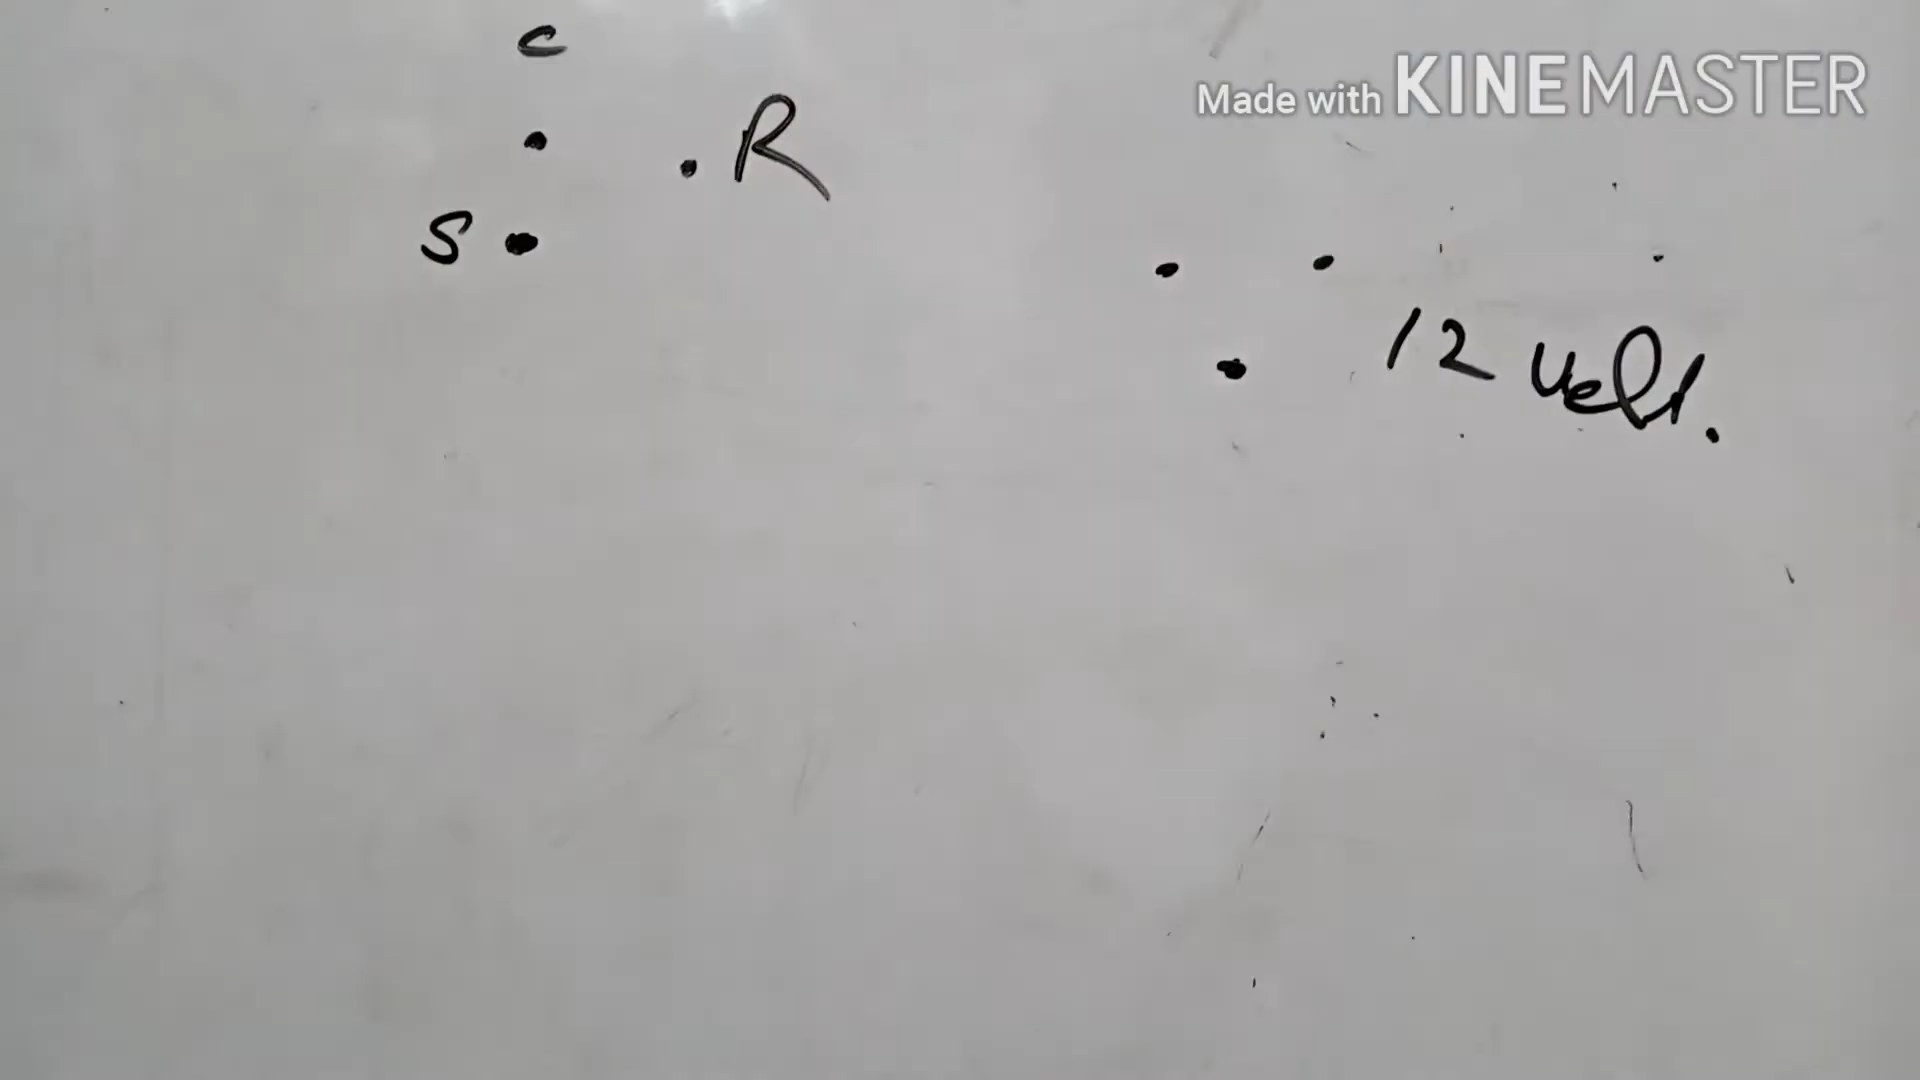 C
Made with KINEMASTER
. R
S .
12 Volt.